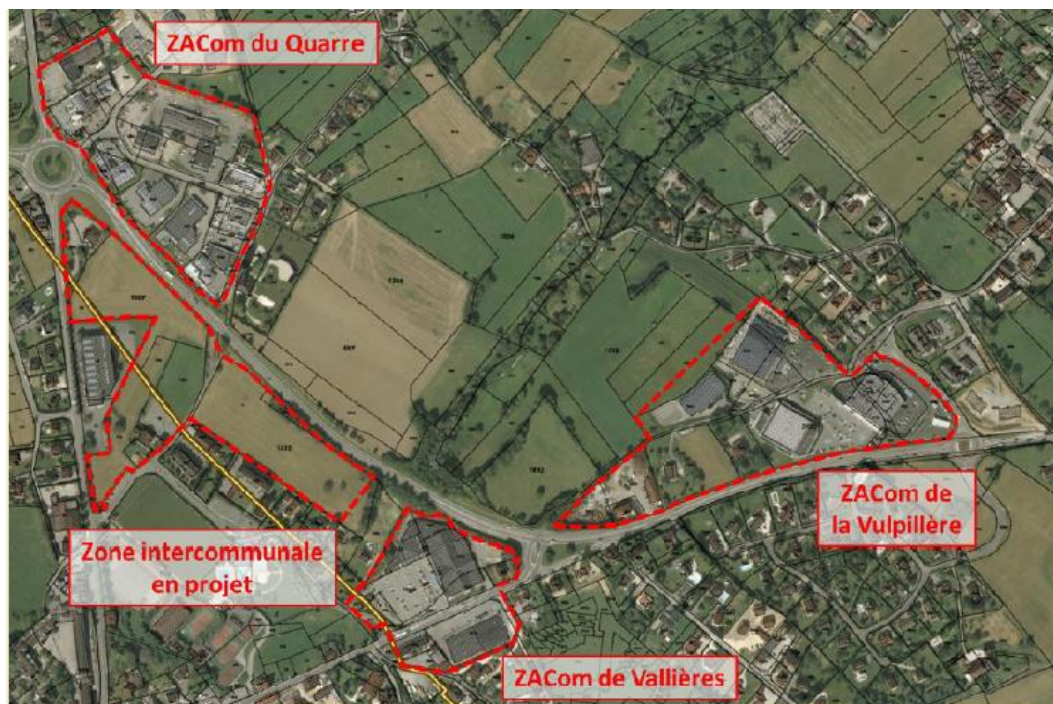 ZACom du Quarre
ZACom de
la Vulpillère
Zone intercommunale
en projet
ZACom de Vallières